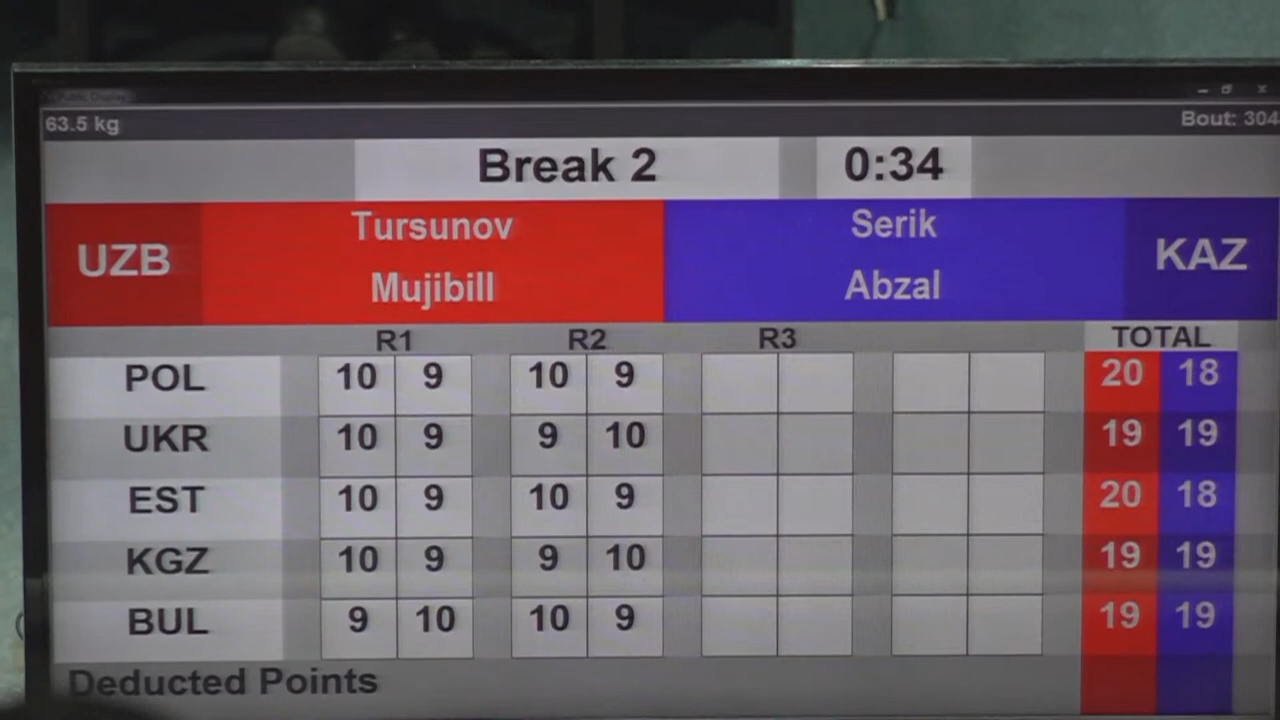 63.5 kg Bout: 304
Break 2 0:34
UZB Tursunov Mujibill Serik Abzal KAZ
R1 R2 R3 TOTAL
POL 10 9 10 9 20 18
UKR 10 9 9 10 19 19
EST 10 9 10 9 20 18
KGZ 10 9 9 10 19 19
BUL 9 10 10 9 19 19
Deducted Points